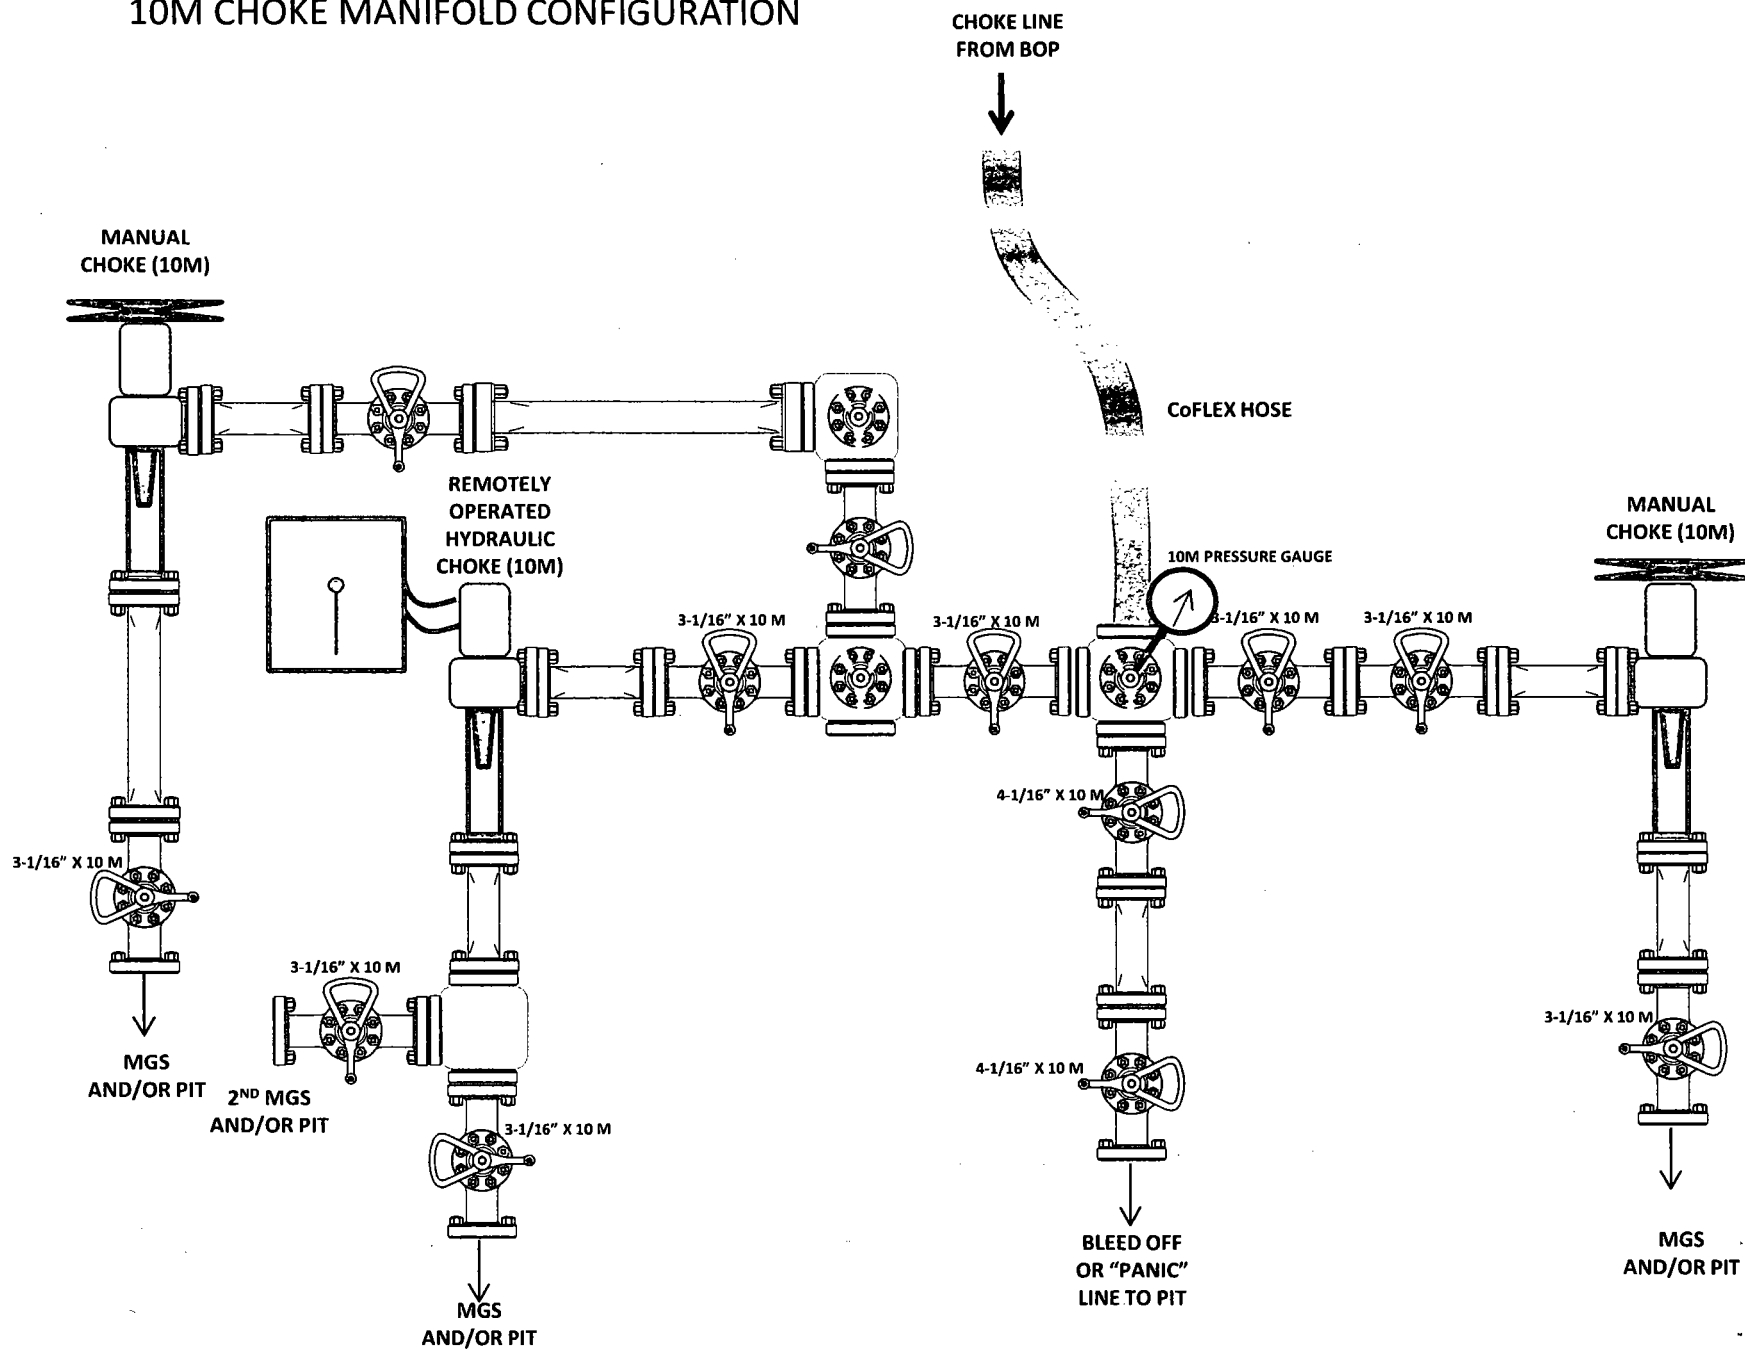 10M CHOKE MANIFOLD CONFIGURATION
CHOKE LINE
FROM BOP
MANUAL
CHOKE (10M)
CoFLEX HOSE
REMOTELY
OPERATED
HYDRAULIC
CHOKE (10M)
MANUAL
CHOKE (10M)
10M PRESSURE GAUGE
3-1/16” X 10 M
3-1/16” X 10 M
3-1/16” X 10 M
3-1/16” X 10 M
4-1/16” X 10 M
3-1/16” X 10 M
3-1/16” X 10 M
3-1/16” X 10 M
4-1/16” X 10 M
MGS
AND/OR PIT
2ND MGS
AND/OR PIT
3-1/16” X 10 M
BLEED OFF
OR “PANIC”
LINE TO PIT
MGS
AND/OR PIT
MGS
AND/OR PIT